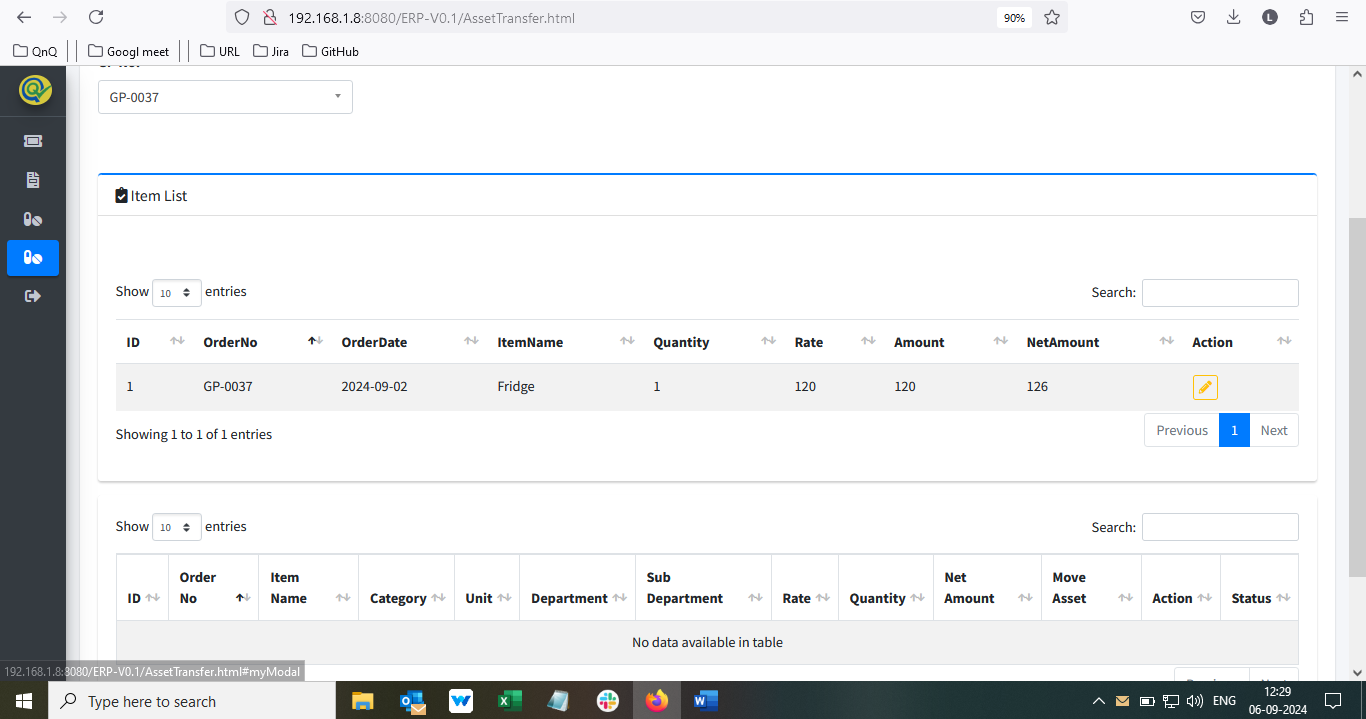 192.168.1.8:8080/ERP-V0.1/AssetTransfer.html 90% L
QnQ Googl meet URL Jira GitHub
GP-0037
Item List
Show 10 entries Search:
ID OrderNo OrderDate ItemName Quantity Rate Amount NetAmount Action
1 GP-0037 2024-09-02 Fridge 1 120 120 126
Showing 1 to 1 of 1 entries Previous 1 Next
Show 10 entries Search:
ID Order No Item Name Category Unit Department Sub Department Rate Quantity Net Amount Move Asset Action Status
No data available in table
192.168.1.8:8080/ERP-V0.1/AssetTransfer.html#myModal
Type here to search ENG 12:29
06-09-2024